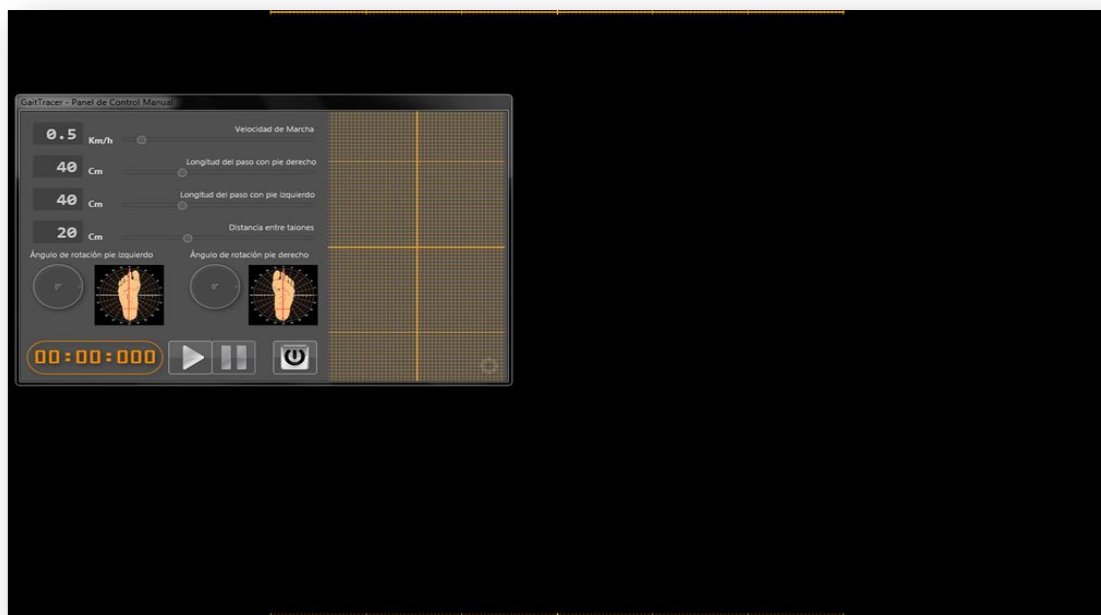 GaitTracer - Panel de Control Manual
0.5 Km/h Velocidad de Marcha
40 Cm Longitud del paso con pie derecho
40 Cm Longitud del paso con pie izquierdo
20 Cm Distancia entre talones
Ángulo de rotación pie izquierdo Ángulo de rotación pie derecho
0° 0°
00:00:000